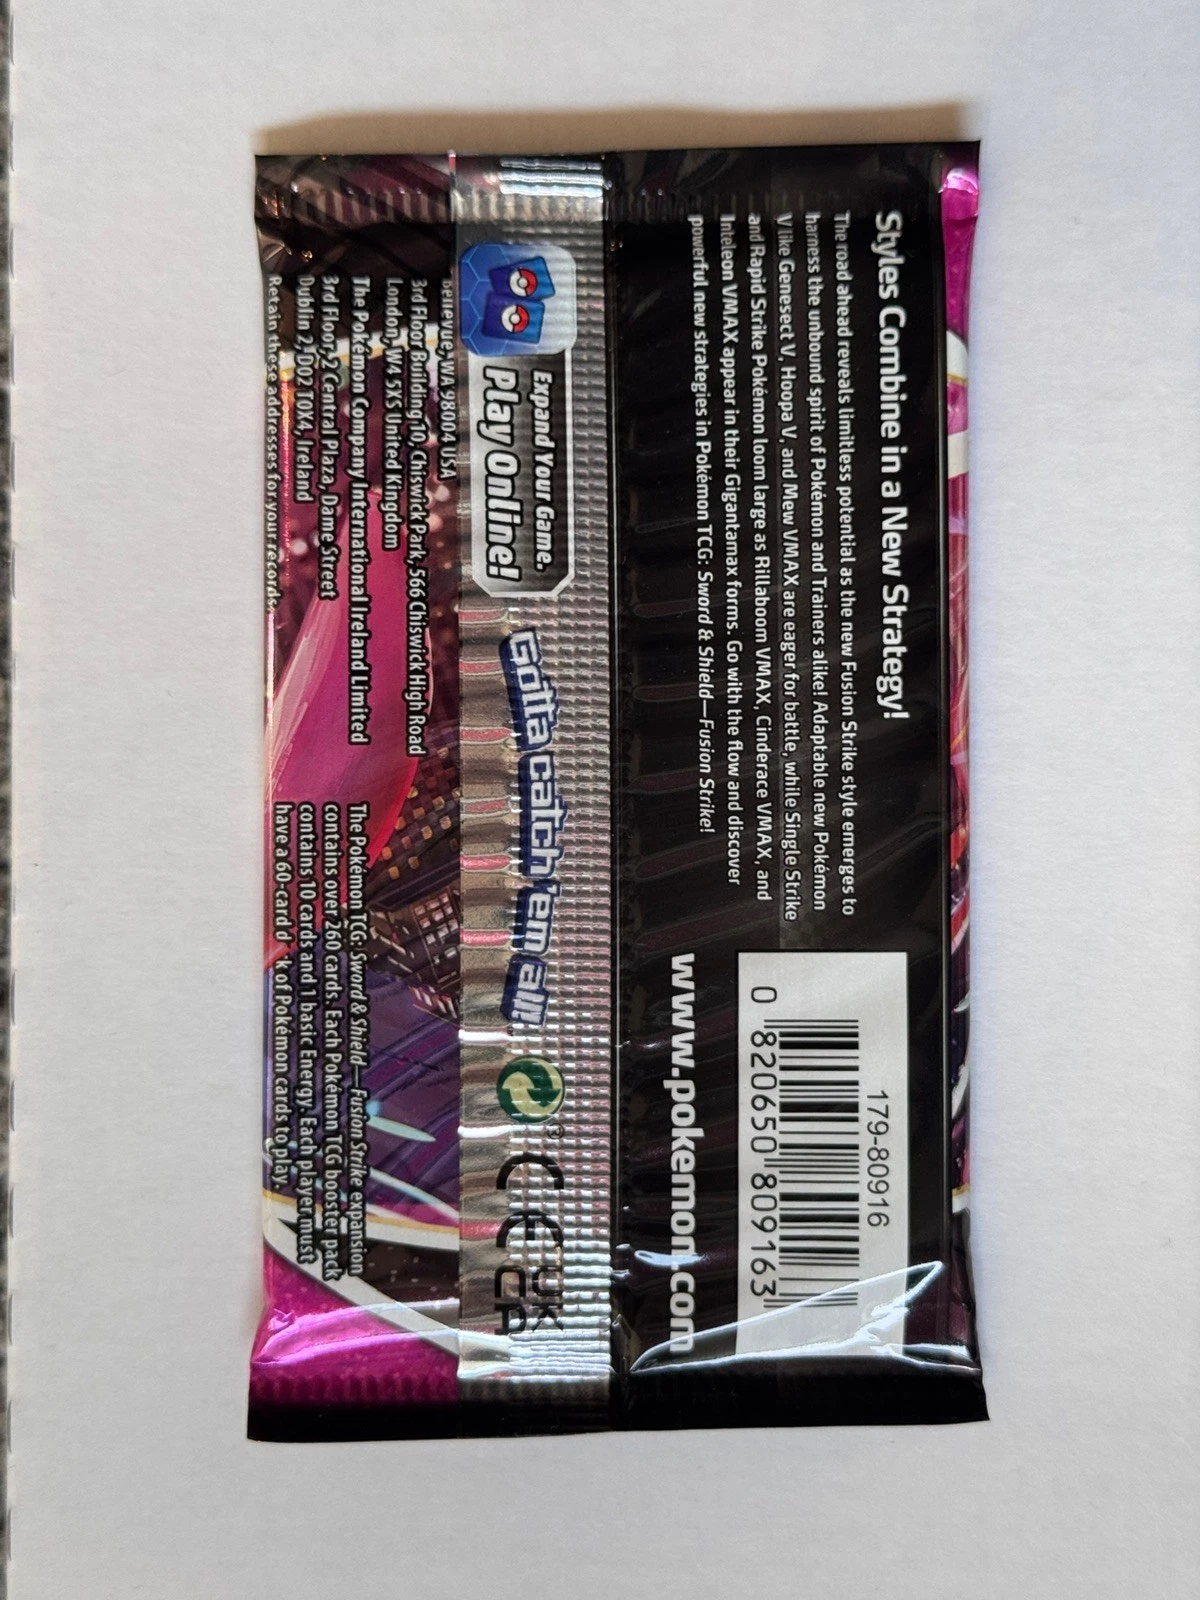 Styles Combine in a New Strategy!
The road ahead reveals limitless potential as the new Fusion Strike style emerges to
harness the unbound spirit of Pokémon and Trainers alike! Adaptable new Pokémon
V like Genesect V, Hoopa V, and Mew VMAX are eager for battle, while Single Strike
and Rapid Strike Pokémon loom large as Rillaboom VMAX, Cinderace VMAX, and
Inteleon VMAX appear in their Gigantamax forms. Go with the flow and discover
powerful new strategies in Pokémon TCG: Sword & Shield—Fusion Strike!
179-80916
0 820650 809163
www.pokemon.com
Expand Your Game.
Play Online!
Gotta catch 'em all!
®
CE
UK
CA
Bellevue, WA 98004 USA
3rd Floor Building 10, Chiswick Park, 566 Chiswick High Road
London, W4 5XS United Kingdom
The Pokémon Company International Ireland Limited
3rd Floor, 2 Central Plaza, Dame Street
Dublin 2, D02 T0X4, Ireland
Retain these addresses for your records.
The Pokémon TCG: Sword & Shield—Fusion Strike expansion
contains over 260 cards. Each Pokémon TCG booster pack
contains 10 cards and 1 basic Energy. Each player must
have a 60-card of Pokémon cards to play.